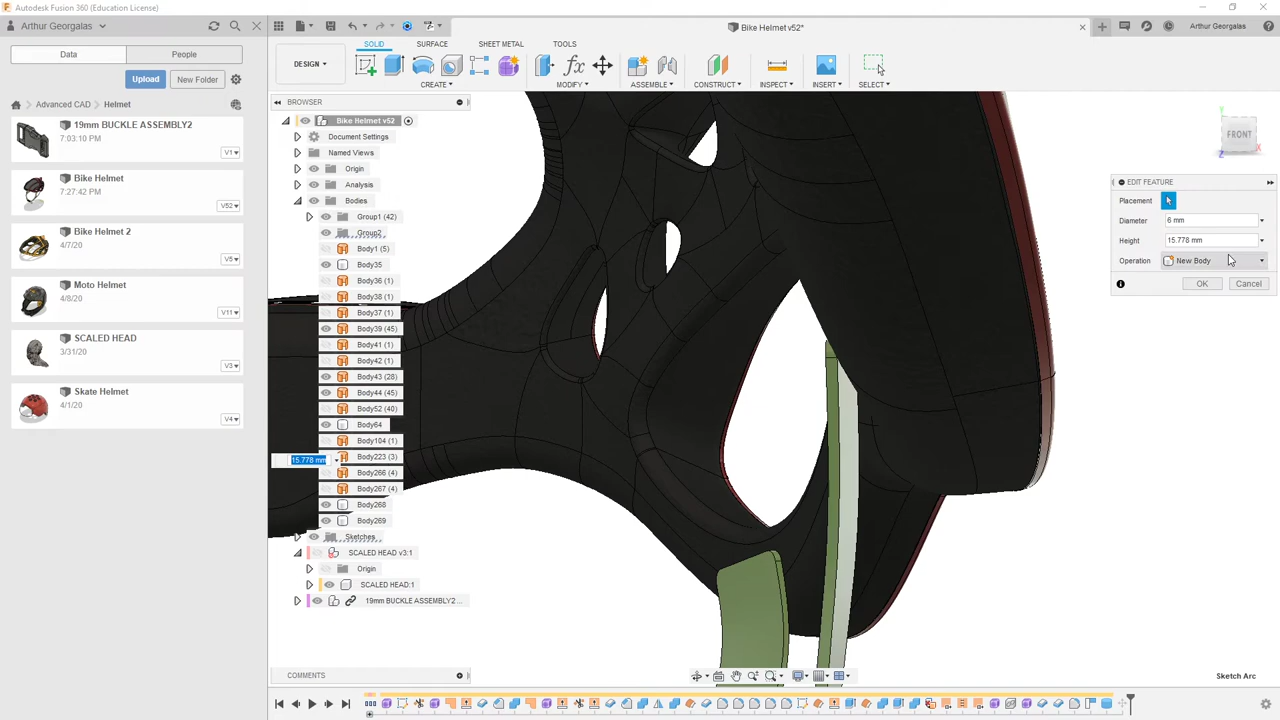 Autodesk Fusion 360 (Education License)
Arthur Georgalas
Bike Helmet v52*
Arthur Georgalas
Data
People
SOLID
SURFACE
SHEET METAL
TOOLS
DESIGN
CREATE
MODIFY
ASSEMBLE
CONSTRUCT
INSPECT
INSERT
SELECT
Upload
New Folder
Advanced CAD
Helmet
19mm BUCKLE ASSEMBLY2
7:03:10 PM
V1
Bike Helmet
7:27:42 PM
V52
Bike Helmet 2
4/7/20
V5
Moto Helmet
4/8/20
V11
SCALED HEAD
3/31/20
V3
Skate Helmet
4/1/20
V4
BROWSER
Bike Helmet v52
Document Settings
Named Views
Origin
Analysis
Bodies
Group1 (42)
Group2
Body1 (5)
Body35
Body36 (1)
Body38 (1)
Body37 (1)
Body39 (45)
Body41 (1)
Body42 (1)
Body43 (28)
Body44 (45)
Body52 (40)
Body64
Body104 (1)
Body223 (3)
15.778 mm
Body266 (4)
Body267 (4)
Body268
Body269
Sketches
SCALED HEAD v3:1
Origin
SCALED HEAD:1
19mm BUCKLE ASSEMBLY2 ...
COMMENTS
FRONT
Y
X
Z
EDIT FEATURE
Placement
Diameter
6 mm
Height
15.778 mm
Operation
New Body
OK
Cancel
Sketch Arc